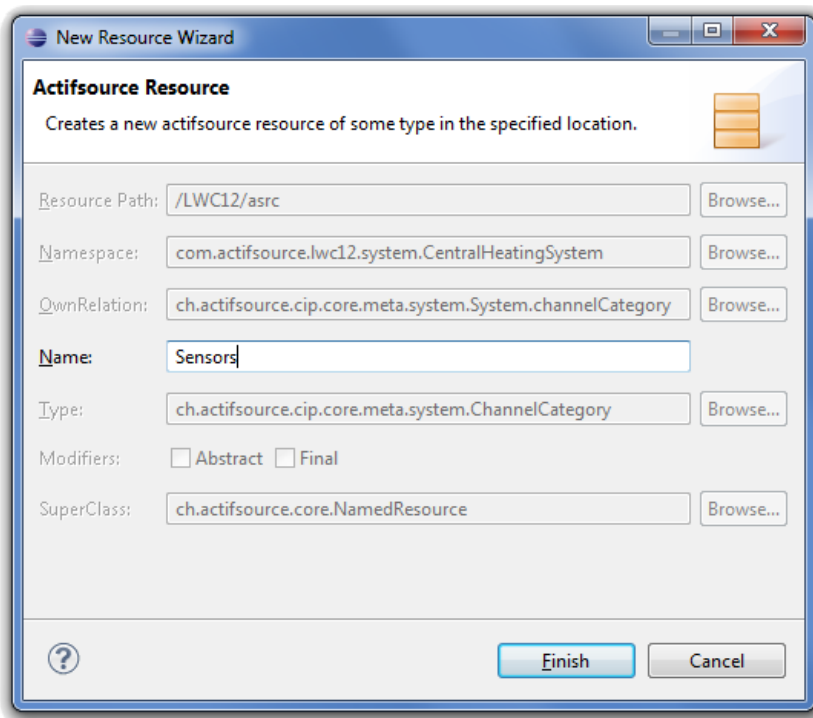 New Resource Wizard
Actifsource Resource
Creates a new actifsource resource of some type in the specified location.
Resource Path: /LWC12/asrc Browse...
Namespace: com.actifsource.lwc12.system.CentralHeatingSystem Browse...
OwnRelation: ch.actifsource.cip.core.meta.system.System.channelCategory Browse...
Name: Sensors
Type: ch.actifsource.cip.core.meta.system.ChannelCategory Browse...
Modifiers: Abstract Final
SuperClass: ch.actifsource.core.NamedResource Browse...
? Finish Cancel